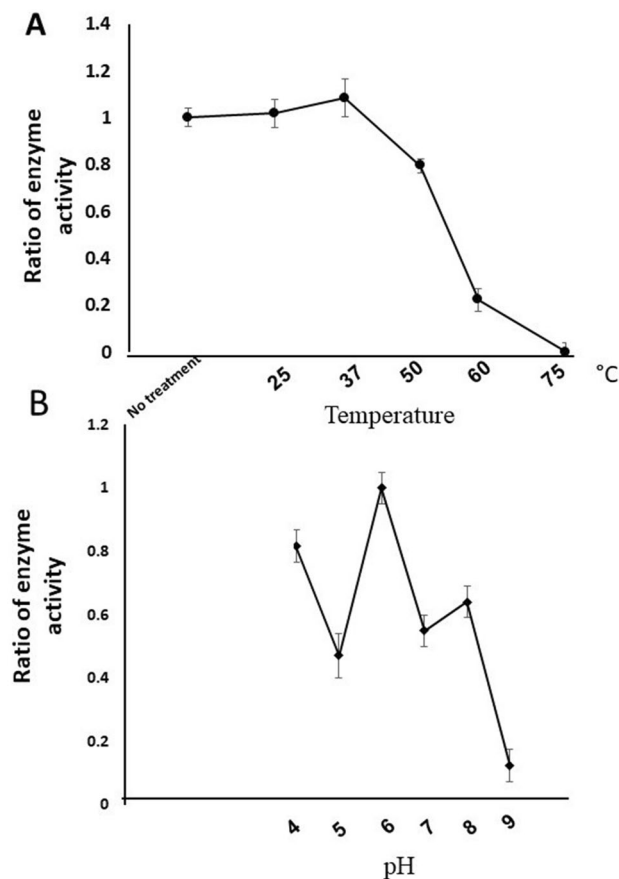 A
Ratio of enzyme
activity
1.4
1.2
1
0.8
0.6
0.4
0.2
0
No treatment
25
37
50
60
75
°C
Temperature
B
Ratio of enzyme
activity
1.2
1
0.8
0.6
0.4
0.2
0
4
5
6
7
8
9
pH